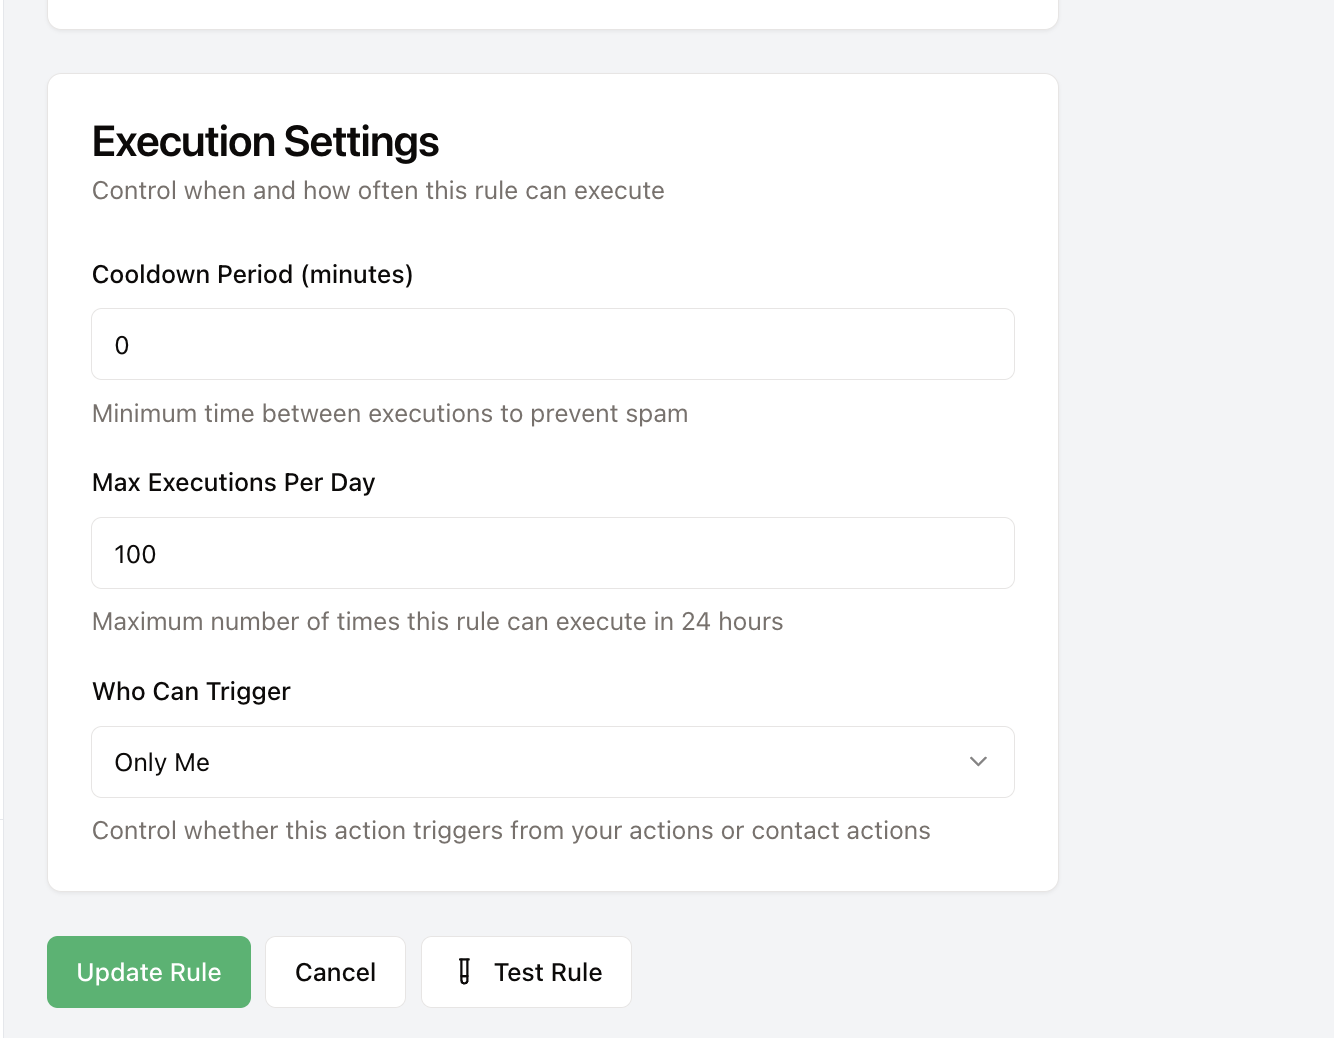 Execution Settings
Control when and how often this rule can execute
Cooldown Period (minutes)
0
Minimum time between executions to prevent spam
Max Executions Per Day
100
Maximum number of times this rule can execute in 24 hours
Who Can Trigger
Only Me
Control whether this action triggers from your actions or contact actions
Update Rule
Cancel
Test Rule